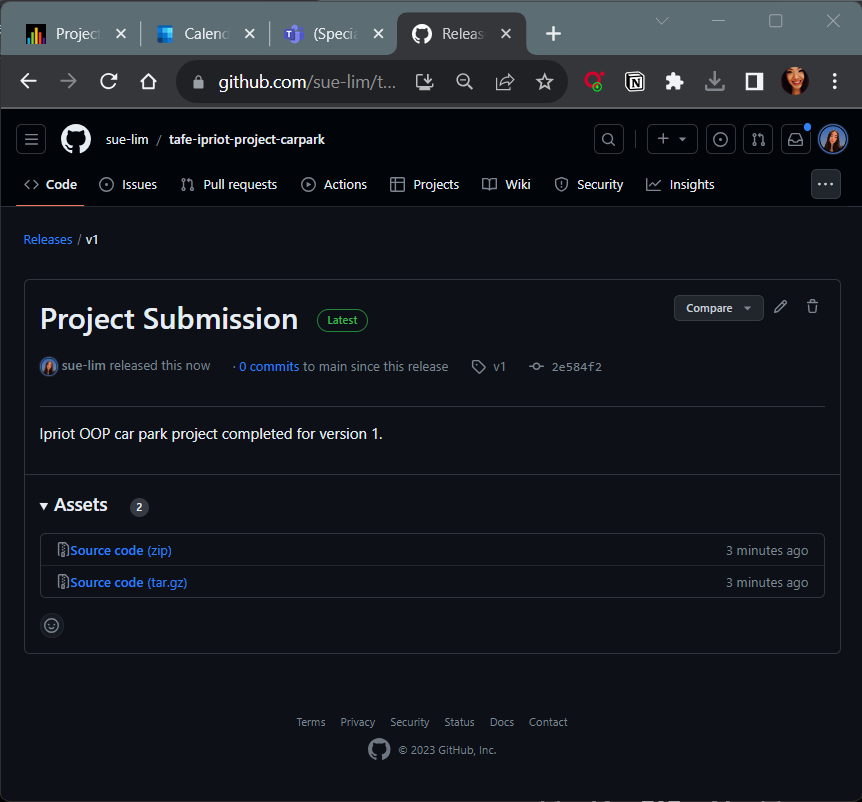 Project
Calend
(Specia
Releas
github.com/sue-lim/t...
sue-lim / tafe-ipriot-project-carpark
Code
Issues
Pull requests
Actions
Projects
Wiki
Security
Insights
Releases / v1
Project Submission
Latest
Compare
sue-lim released this now
· 0 commits to main since this release
v1
2e584f2
Ipriot OOP car park project completed for version 1.
Assets 2
Source code (zip) 3 minutes ago
Source code (tar.gz) 3 minutes ago
Terms Privacy Security Status Docs Contact
© 2023 GitHub, Inc.